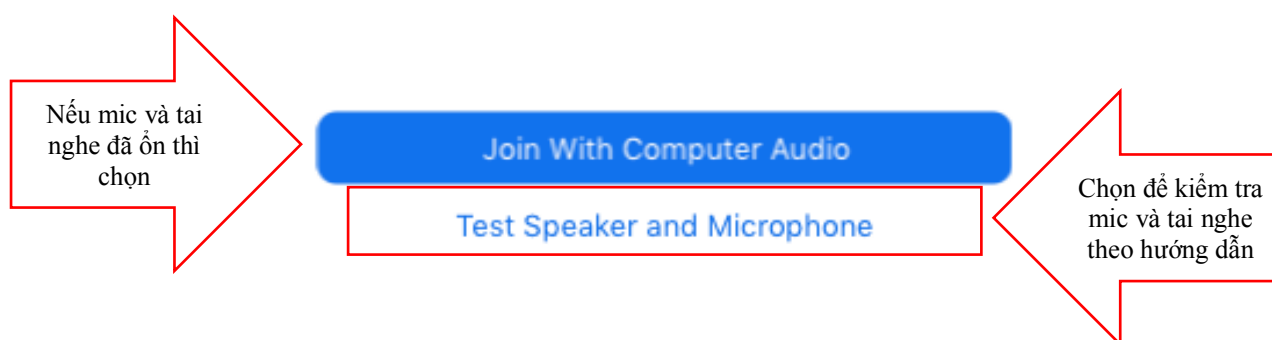 Nếu mic và tai
nghe đã ổn thì
chọn
Join With Computer Audio
Test Speaker and Microphone
Chọn để kiểm tra
mic và tai nghe
theo hướng dẫn